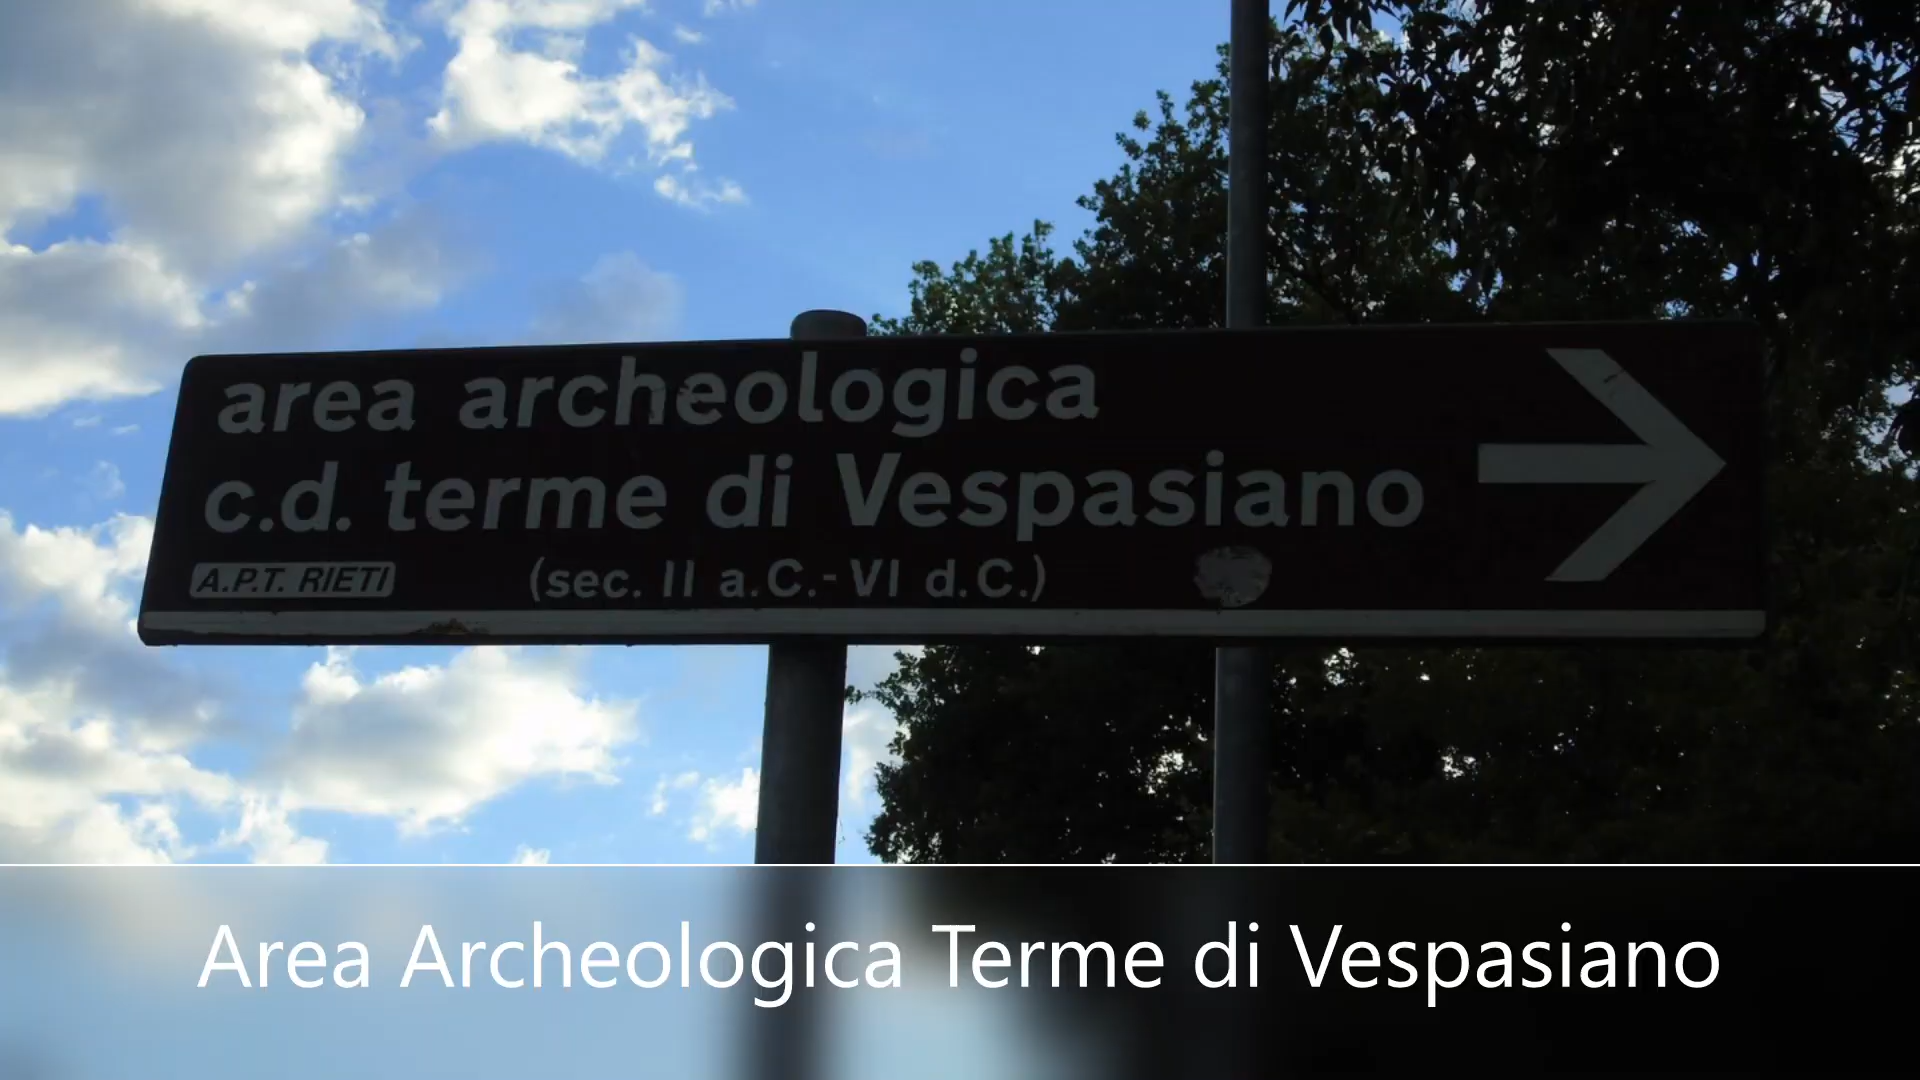 area archeologica
c.d. terme di Vespasiano
A.P.T. RIETI
(sec. II a.C.-VI d.C.)
Area Archeologica Terme di Vespasiano